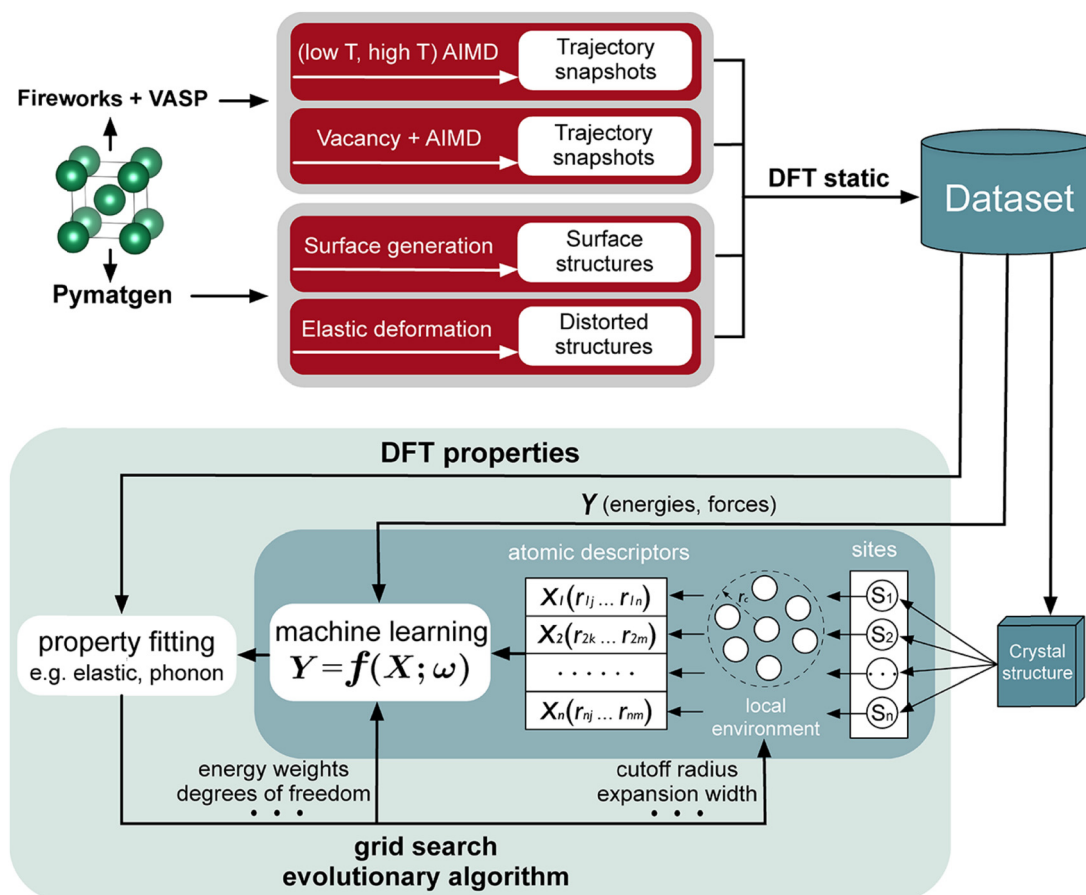 (low T, high T) AIMD
Trajectory
snapshots
Fireworks + VASP
Vacancy + AIMD
Trajectory
snapshots
DFT static
Dataset
Surface generation
Surface
structures
Pymatgen
Elastic deformation
Distorted
structures
DFT properties
Y (energies, forces)
atomic descriptors
sites
property fitting
e.g. elastic, phonon
machine learning
Y=f(X;ω)
X₁(r₁ⱼ ... r₁ₙ)
X₂(r₂ₖ ... r₂ₘ)
. . . . . .
Xₙ(rₙⱼ ... rₙₘ)
r_c
local
environment
S₁
S₂
...
Sₙ
Crystal
structure
energy weights
degrees of freedom
• • •
cutoff radius
expansion width
• • •
grid search
evolutionary algorithm